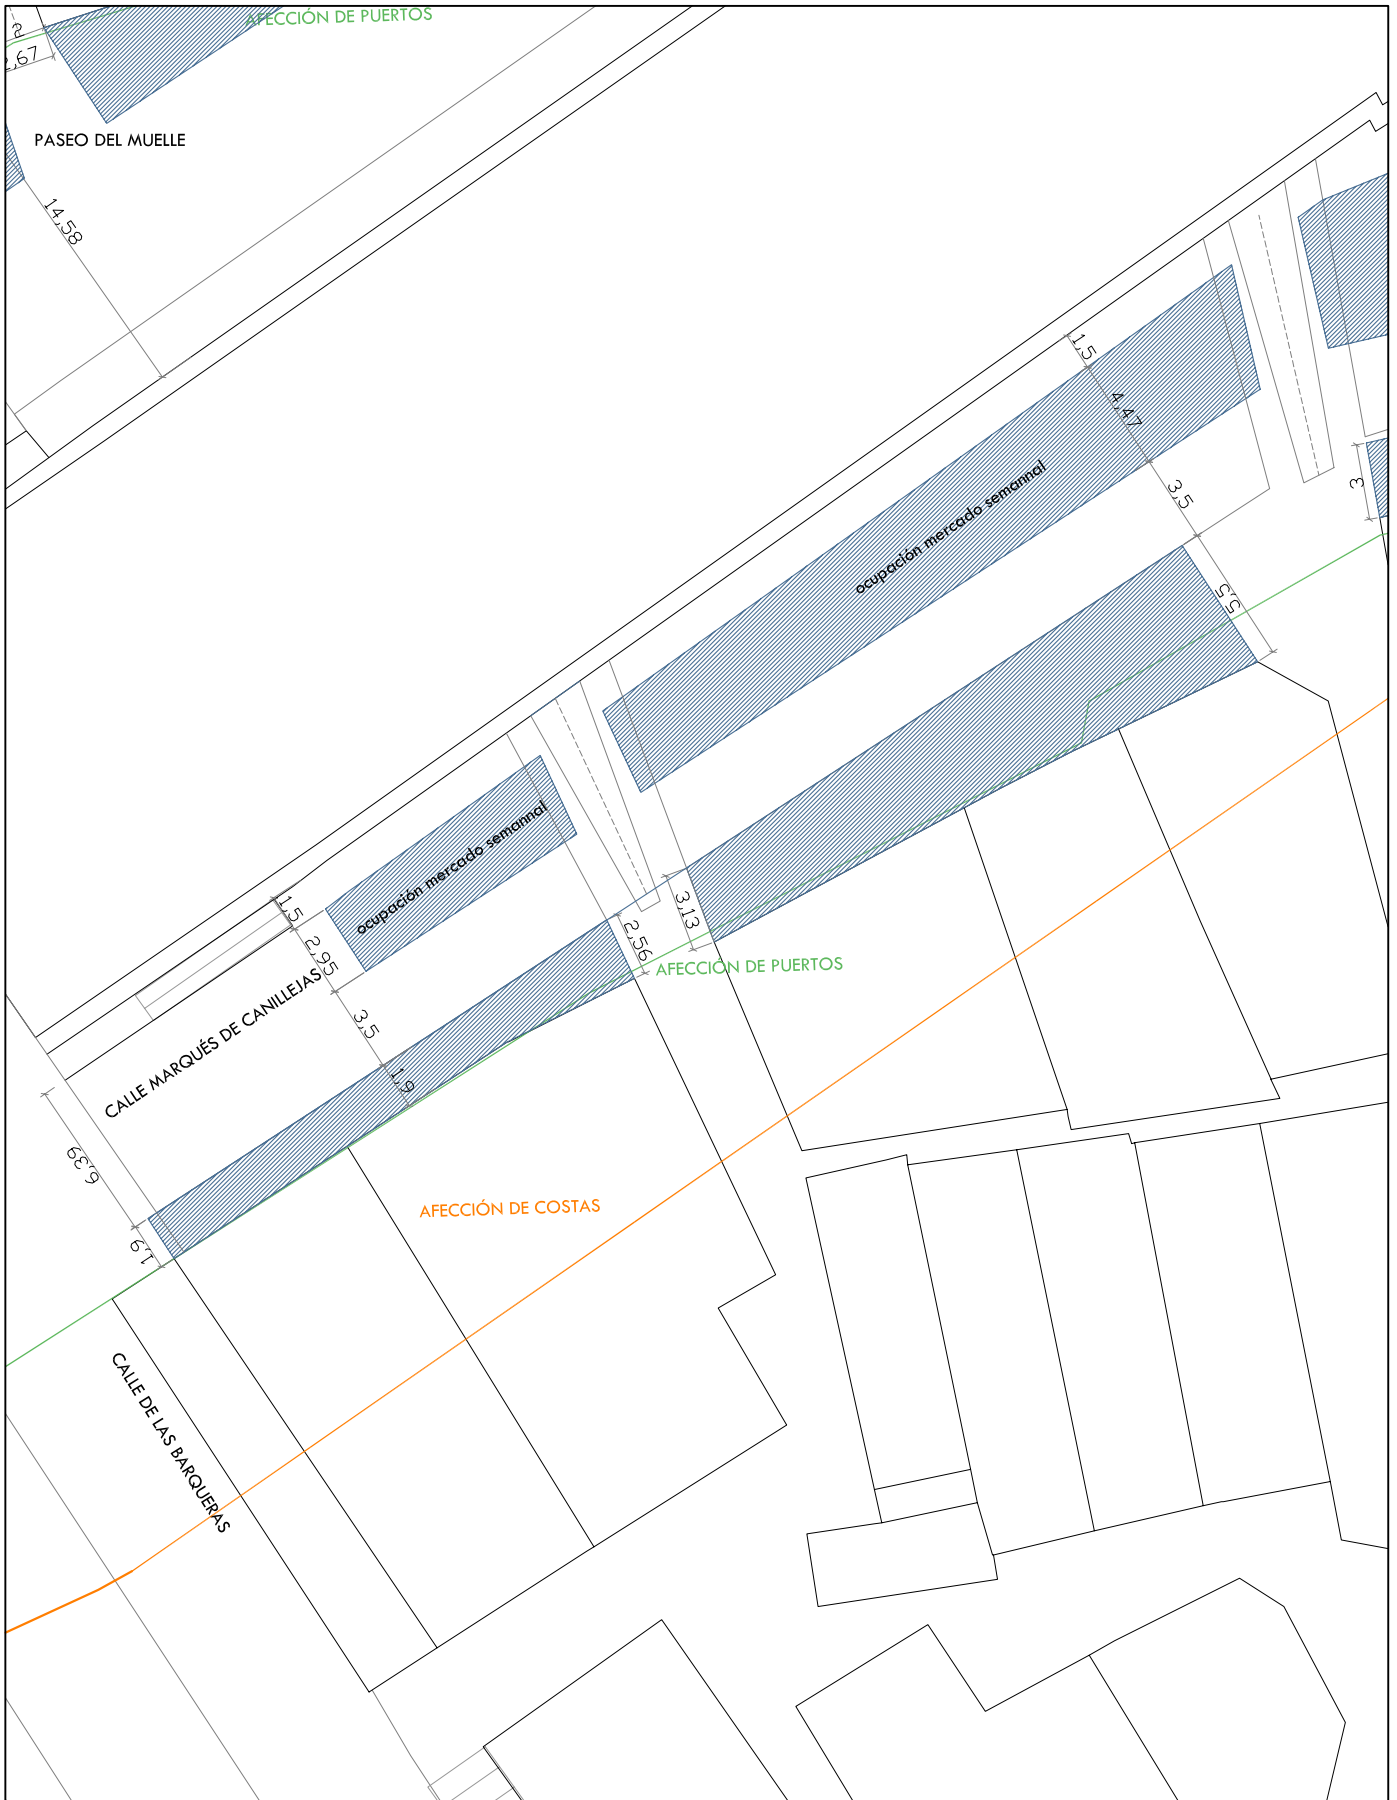 AFECCIÓN DE PUERTOS
2,67
PASEO DEL MUELLE
14,58
1,5
4,47
ocupación mercado semannal
3,5
3
5,5
ocupación mercado semannal
1,5
2,95
3,13
2,56
AFECCIÓN DE PUERTOS
CALLE MARQUÉS DE CANILLEJAS
3,5
1,9
6,39
AFECCIÓN DE COSTAS
1,9
CALLE DE LAS BARQUERAS